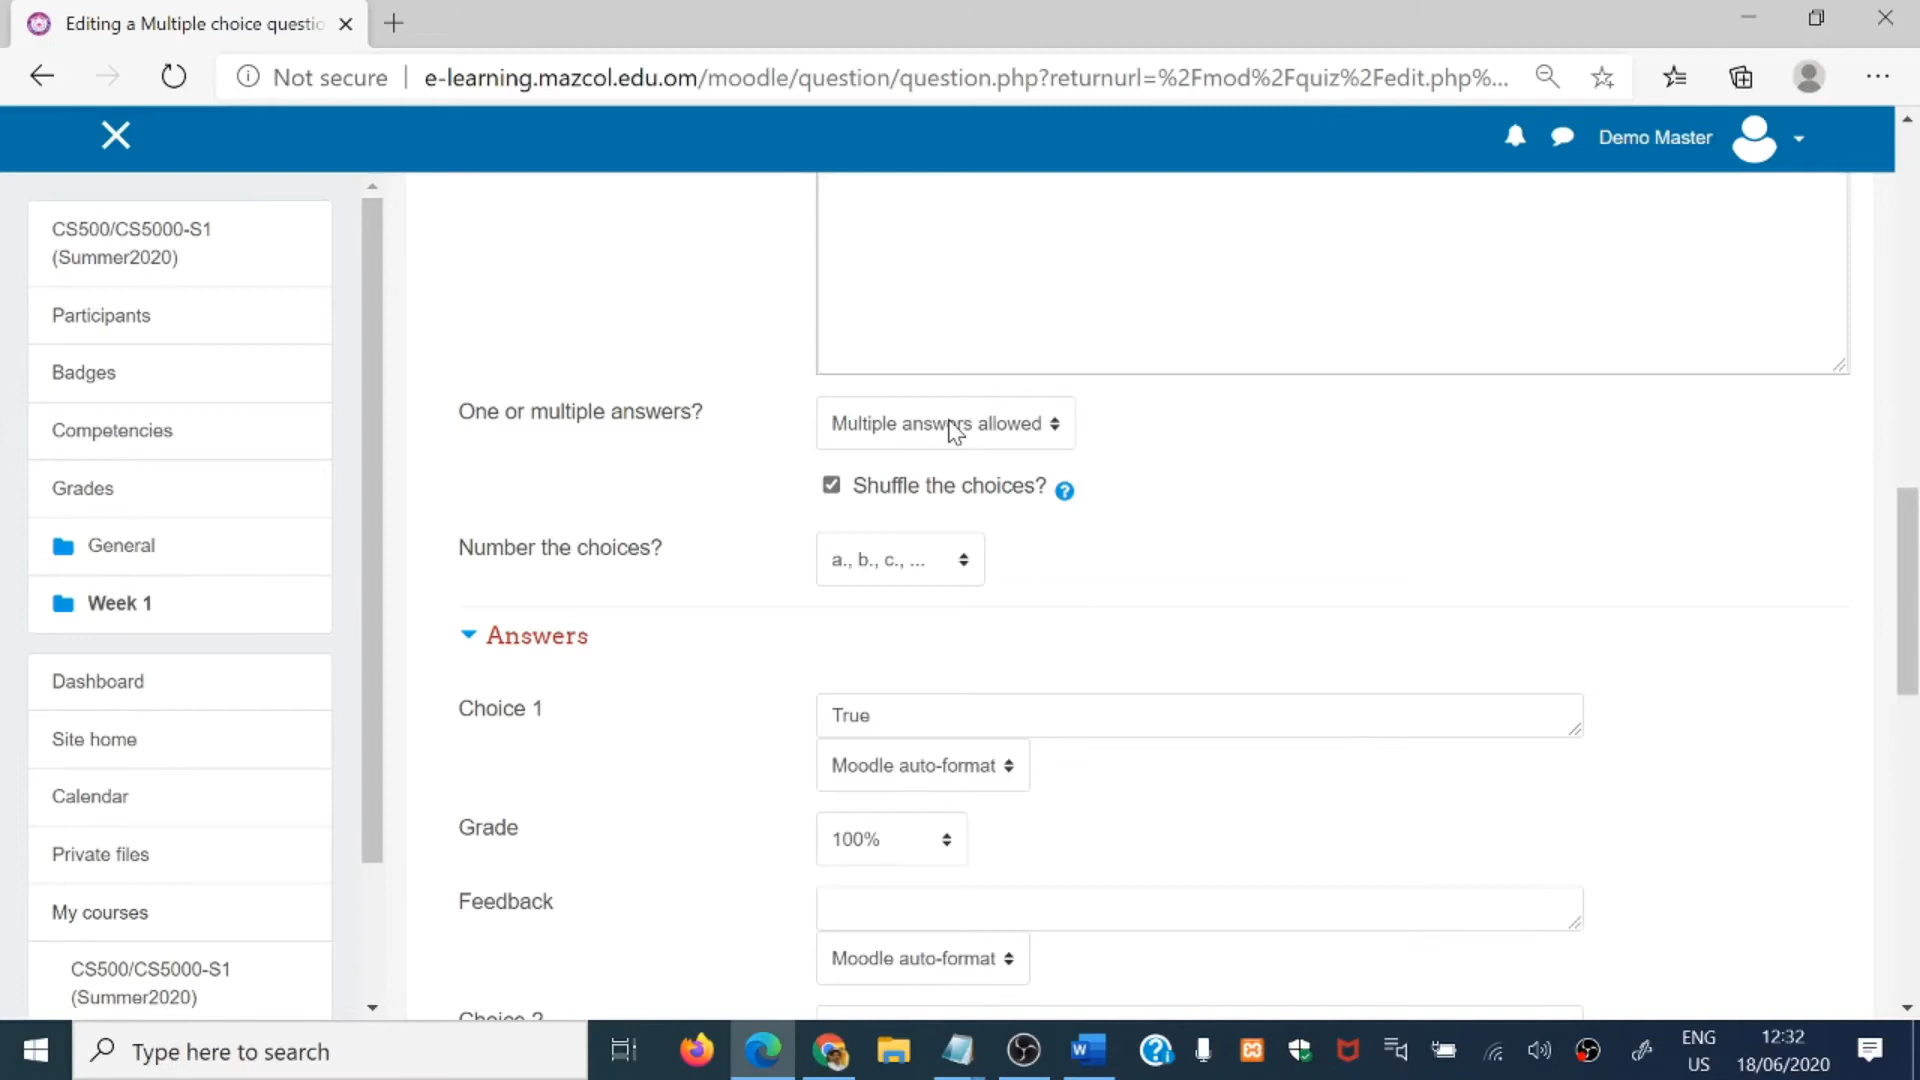 Editing a Multiple choice questio
Not secure
e-learning.mazcol.edu.om/moodle/question/question.php?returnurl=%2Fmod%2Fquiz%2Fedit.php%...
Demo Master
CS500/CS5000-S1
(Summer2020)
Participants
Badges
Competencies
Grades
General
Week 1
Dashboard
Site home
Calendar
Private files
My courses
CS500/CS5000-S1
(Summer2020)
One or multiple answers?
Multiple answers allowed
Shuffle the choices?
Number the choices?
a., b., c., ...
Answers
Choice 1
True
Moodle auto-format
Grade
100%
Feedback
Moodle auto-format
Choice 2
Type here to search
ENG
US
12:32
18/06/2020